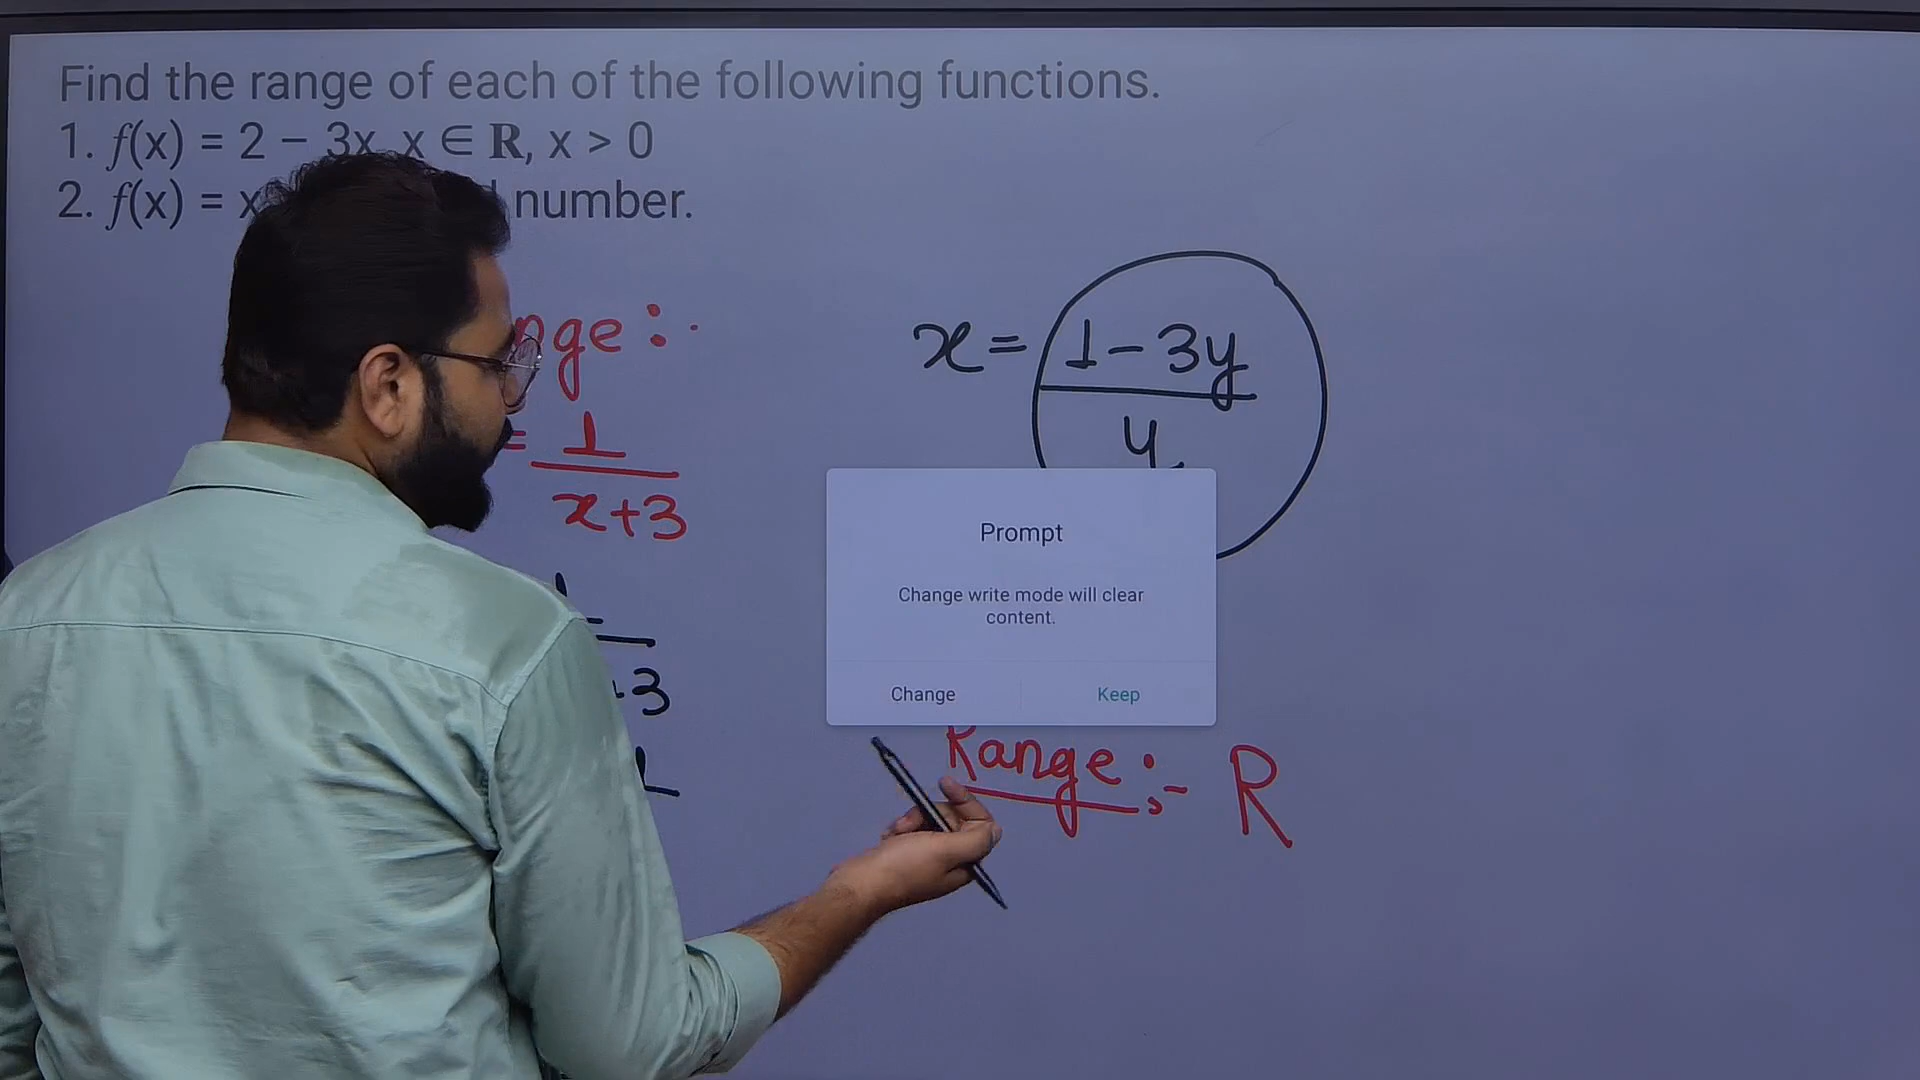 Find the range of each of the following functions.
1. f(x) = 2 − 3x, x ∈ R, x > 0
2. f(x) = x number.
nge :-
= 1
x+3
x = 1 - 3y
y
3
Prompt
Change write mode will clear
content.
Change Keep
Range :- R